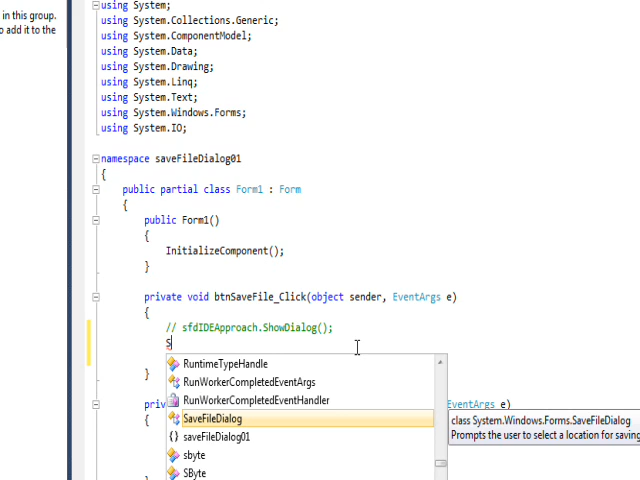 in this group.
o add it to the
using System;
using System.Collections.Generic;
using System.ComponentModel;
using System.Data;
using System.Drawing;
using System.Linq;
using System.Text;
using System.Windows.Forms;
using System.IO;
namespace saveFileDialog01
{
public partial class Form1 : Form
{
public Form1()
{
InitializeComponent();
}
private void btnSaveFile_Click(object sender, EventArgs e)
{
// sfdIDEApproach.ShowDialog();
S
}
RuntimeTypeHandle
RunWorkerCompletedEventArgs
RunWorkerCompletedEventHandler
SaveFileDialog
saveFileDialog01
sbyte
SByte
priv
EventArgs e)
{
}
class System.Windows.Forms.SaveFileDialog
Prompts the user to select a location for saving